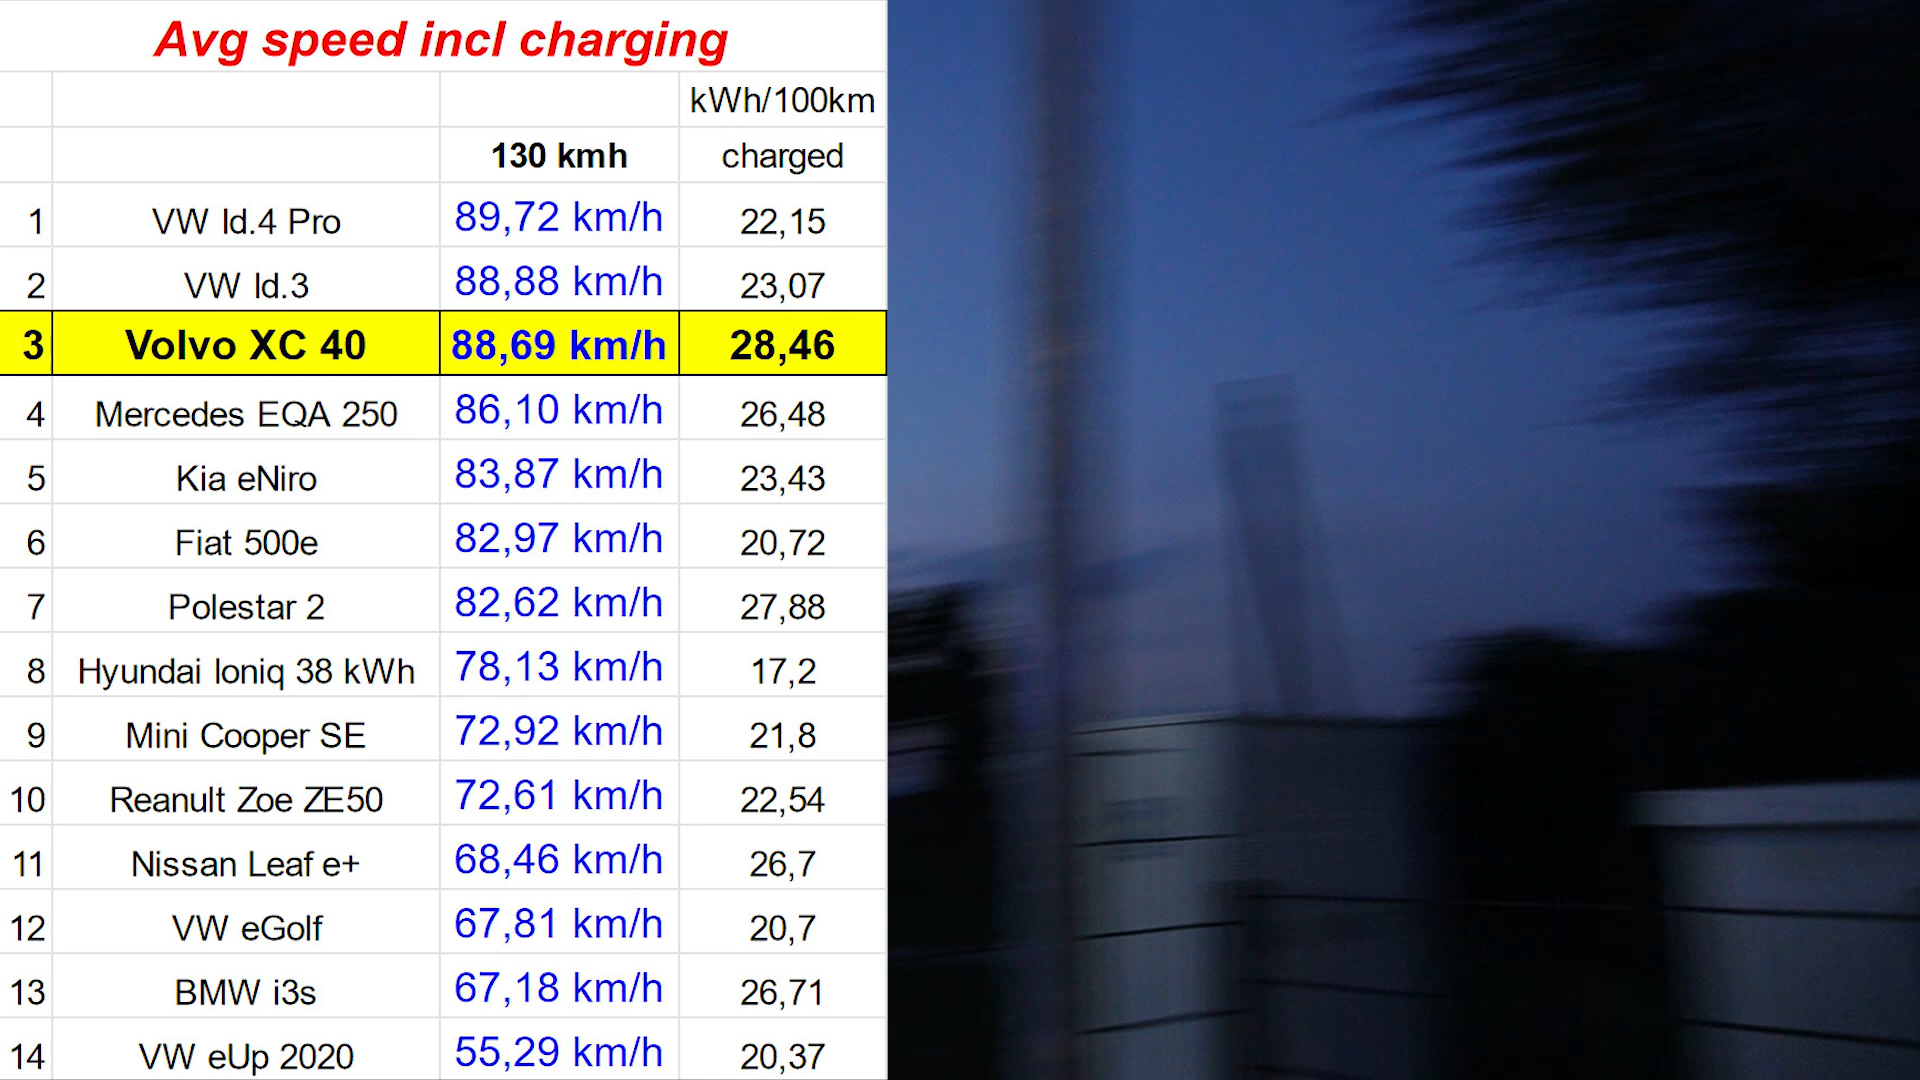 Avg speed incl charging
kWh/100km
130 kmh charged
1 VW Id.4 Pro 89,72 km/h 22,15
2 VW Id.3 88,88 km/h 23,07
3 Volvo XC 40 88,69 km/h 28,46
4 Mercedes EQA 250 86,10 km/h 26,48
5 Kia eNiro 83,87 km/h 23,43
6 Fiat 500e 82,97 km/h 20,72
7 Polestar 2 82,62 km/h 27,88
8 Hyundai Ioniq 38 kWh 78,13 km/h 17,2
9 Mini Cooper SE 72,92 km/h 21,8
10 Reanult Zoe ZE50 72,61 km/h 22,54
11 Nissan Leaf e+ 68,46 km/h 26,7
12 VW eGolf 67,81 km/h 20,7
13 BMW i3s 67,18 km/h 26,71
14 VW eUp 2020 55,29 km/h 20,37